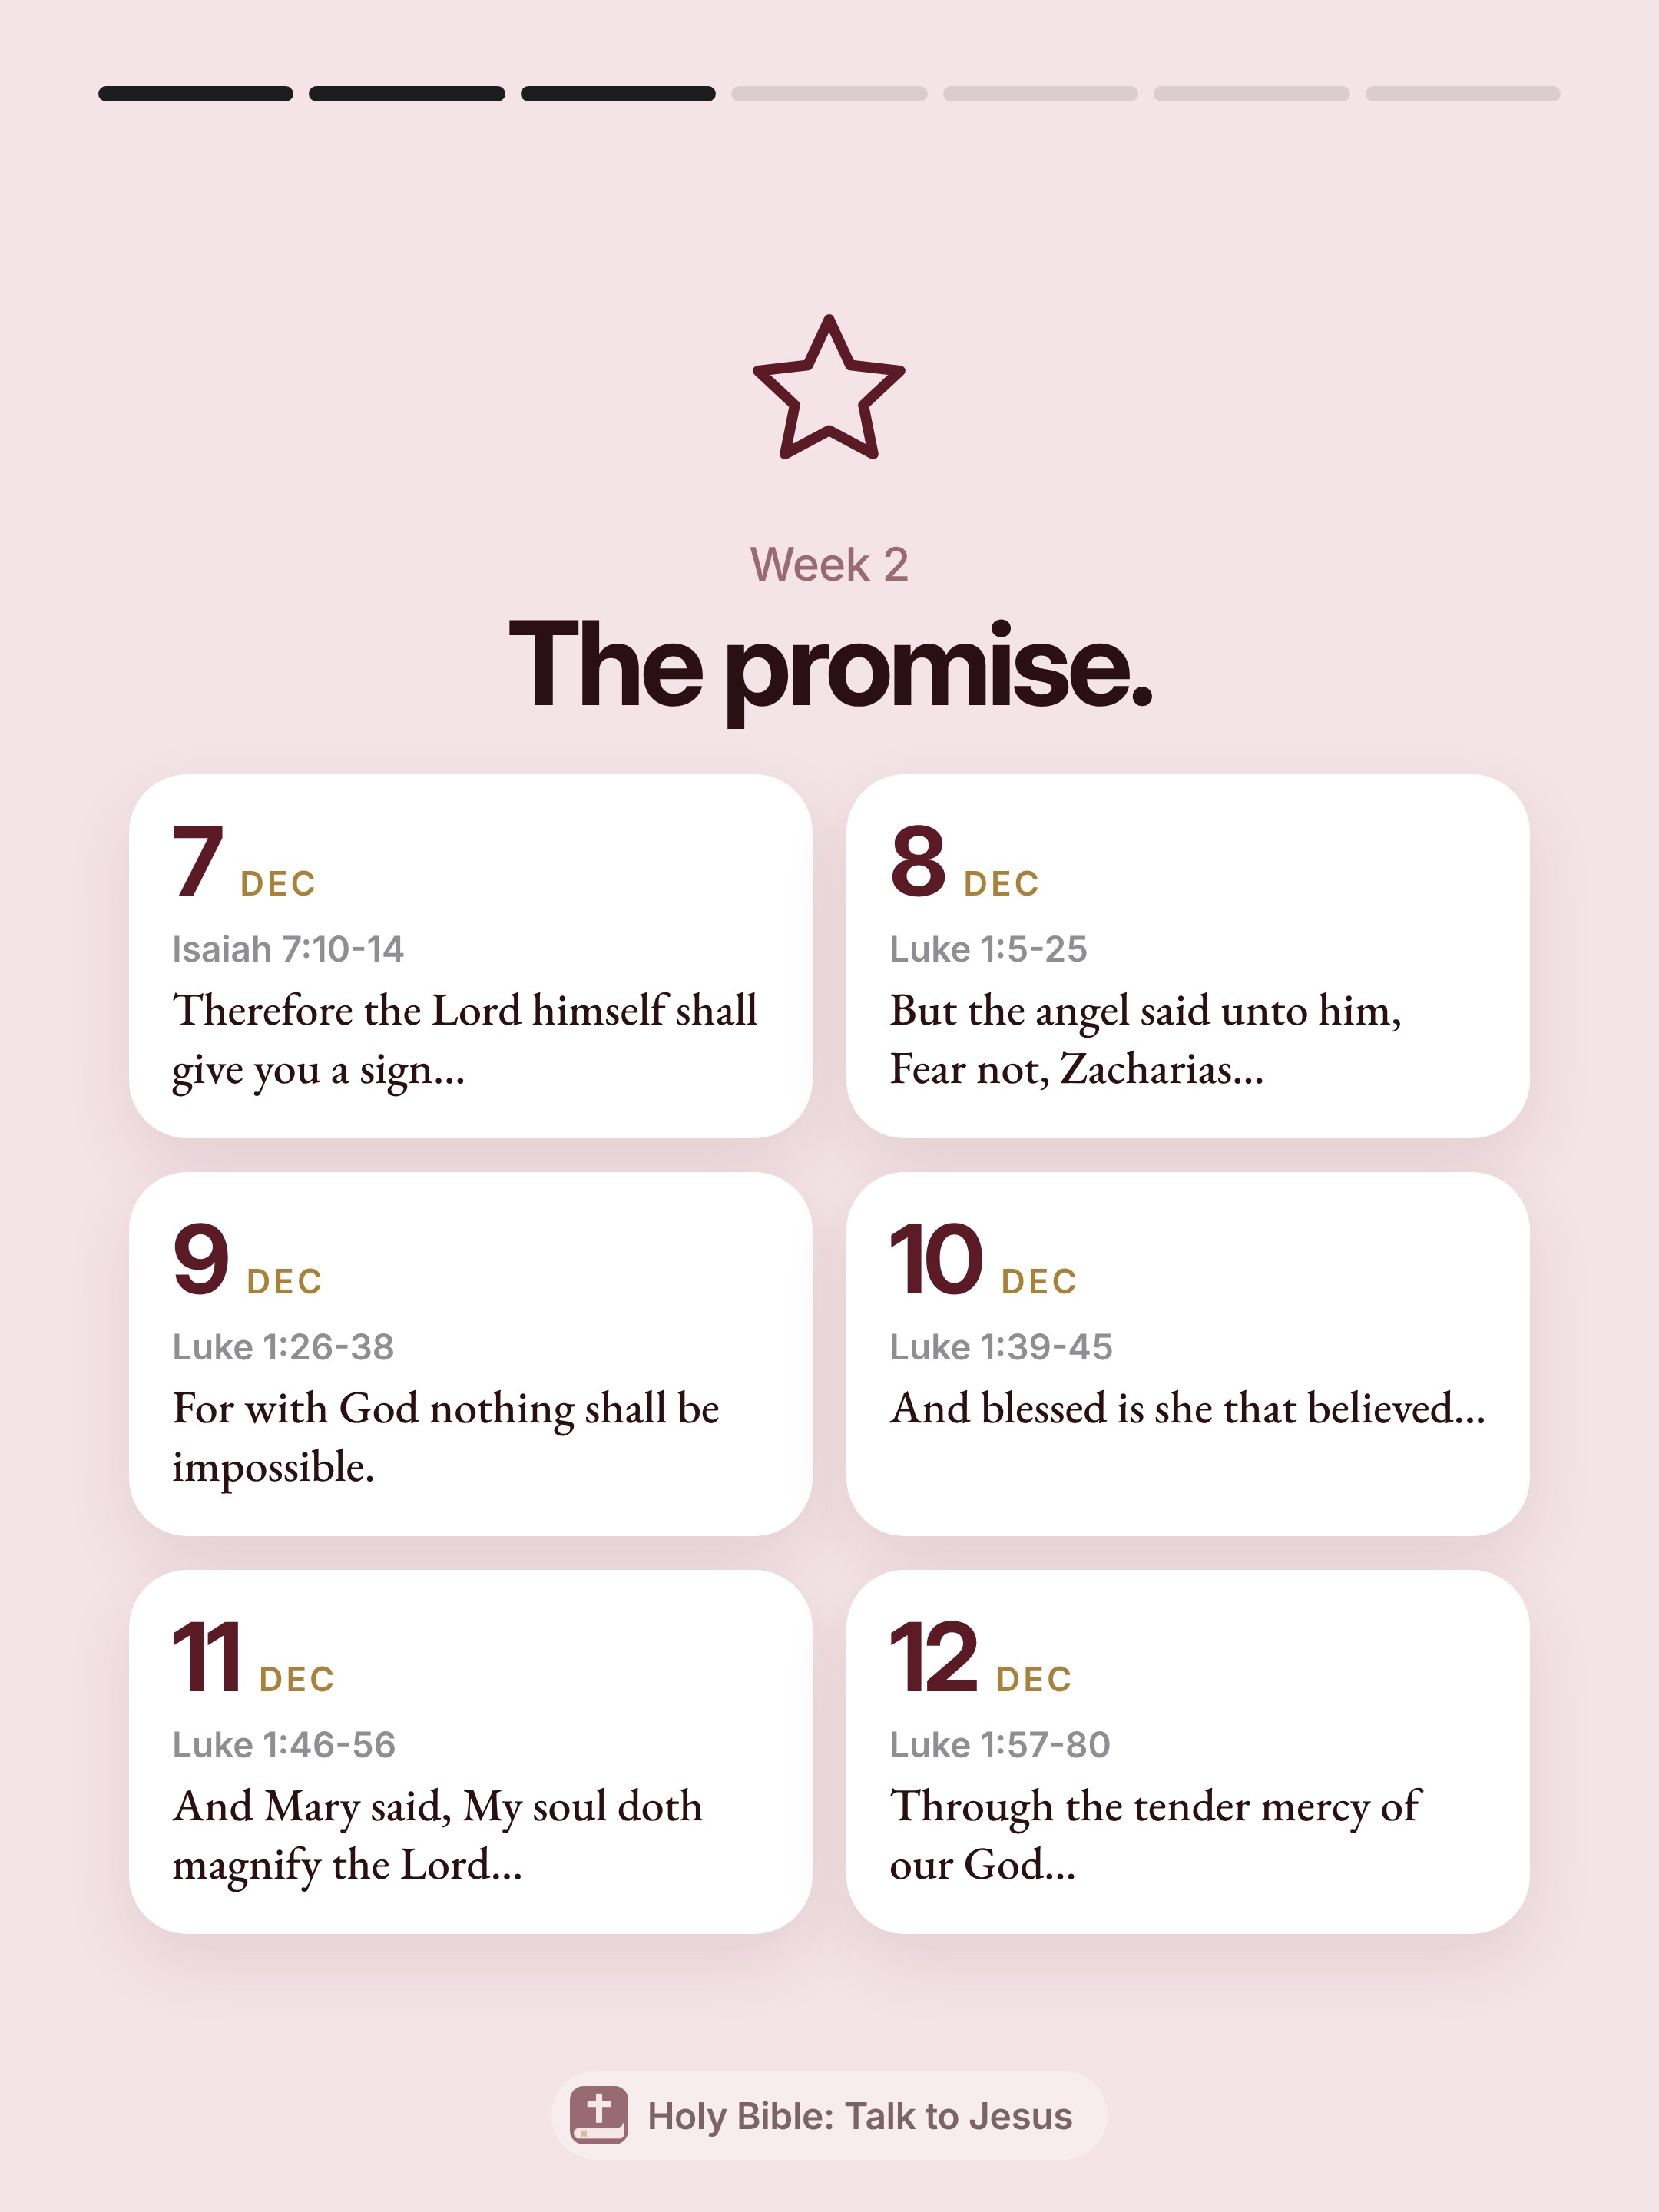 Week 2
The promise.
7 DEC
Isaiah 7:10-14
Therefore the Lord himself shall
give you a sign...
8 DEC
Luke 1:5-25
But the angel said unto him,
Fear not, Zacharias...
9 DEC
Luke 1:26-38
For with God nothing shall be
impossible.
10 DEC
Luke 1:39-45
And blessed is she that believed...
11 DEC
Luke 1:46-56
And Mary said, My soul doth
magnify the Lord...
12 DEC
Luke 1:57-80
Through the tender mercy of
our God...
Holy Bible: Talk to Jesus